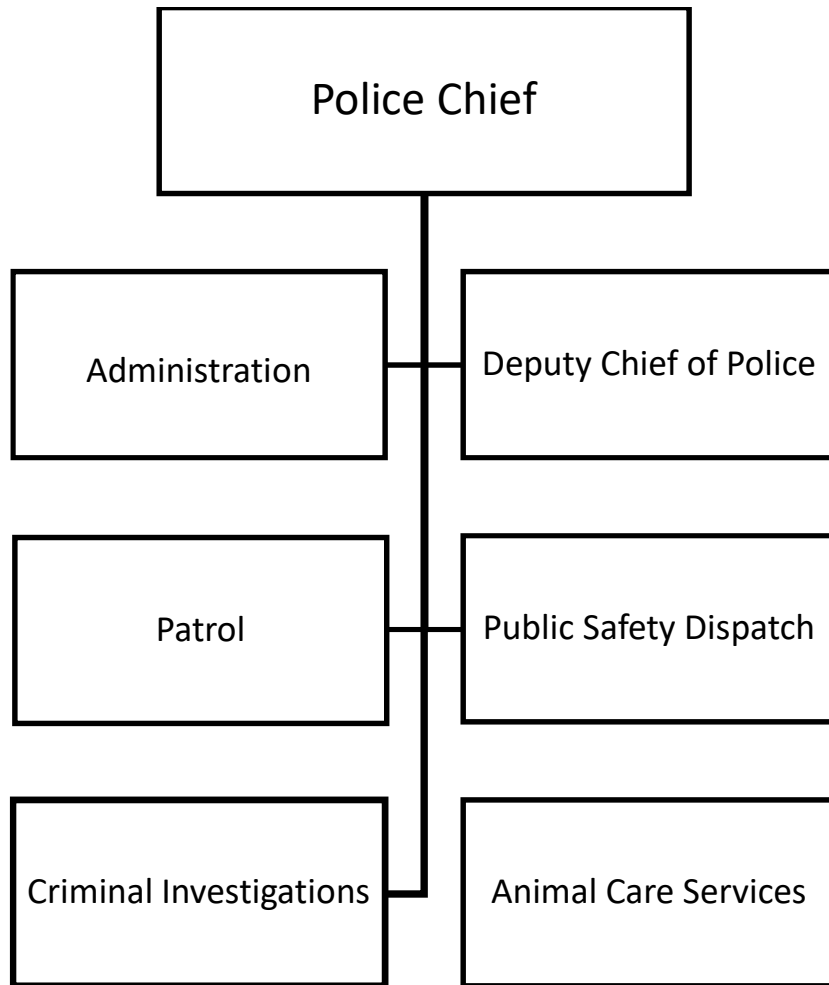 Police Chief
Administration
Deputy Chief of Police
Patrol
Public Safety Dispatch
Criminal Investigations
Animal Care Services